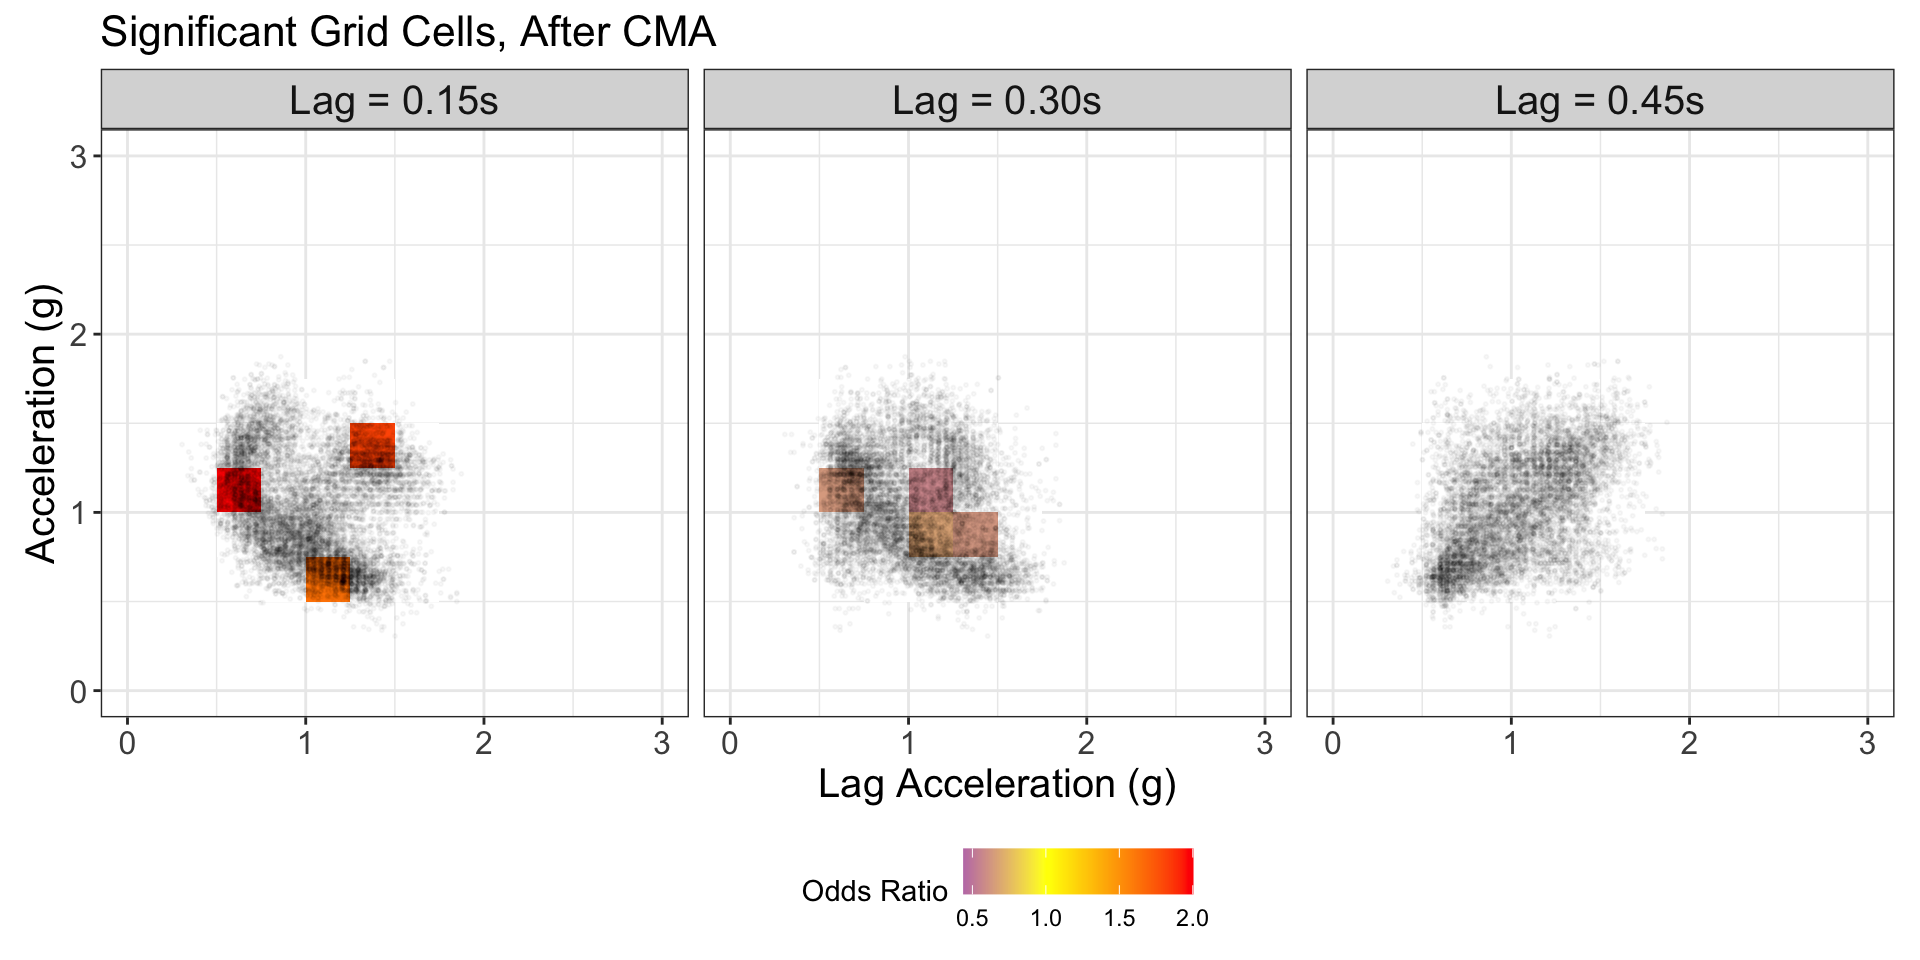 Significant Grid Cells, After CMA
Lag = 0.15s
Lag = 0.30s
Lag = 0.45s
Acceleration (g)
3
2
1
0
0 1 2 3
0 1 2 3
0 1 2 3
Lag Acceleration (g)
Odds Ratio
0.5 1.0 1.5 2.0